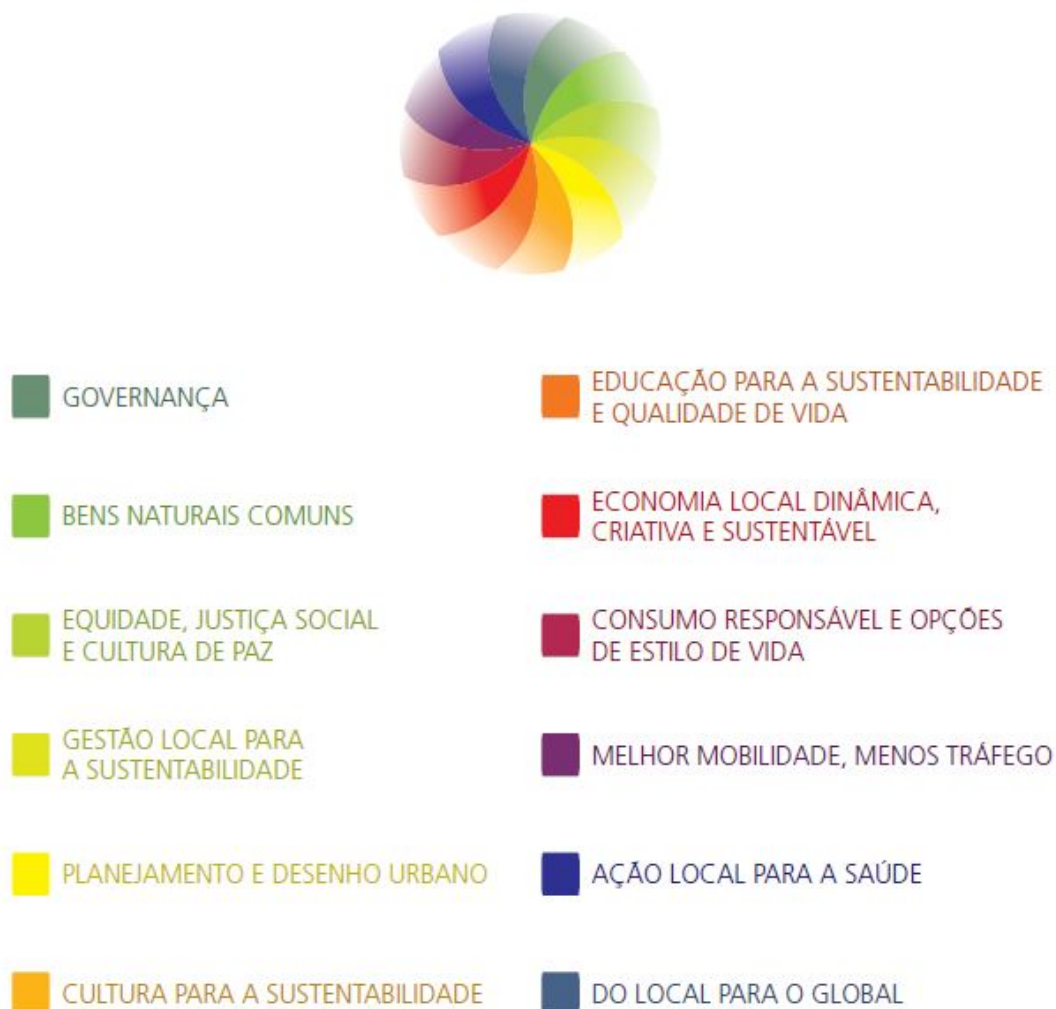 GOVERNANÇA
BENS NATURAIS COMUNS
EQUIDADE, JUSTIÇA SOCIAL
E CULTURA DE PAZ
GESTÃO LOCAL PARA
A SUSTENTABILIDADE
PLANEJAMENTO E DESENHO URBANO
CULTURA PARA A SUSTENTABILIDADE
EDUCAÇÃO PARA A SUSTENTABILIDADE
E QUALIDADE DE VIDA
ECONOMIA LOCAL DINÂMICA,
CRIATIVA E SUSTENTÁVEL
CONSUMO RESPONSÁVEL E OPÇÕES
DE ESTILO DE VIDA
MELHOR MOBILIDADE, MENOS TRÁFEGO
AÇÃO LOCAL PARA A SAÚDE
DO LOCAL PARA O GLOBAL